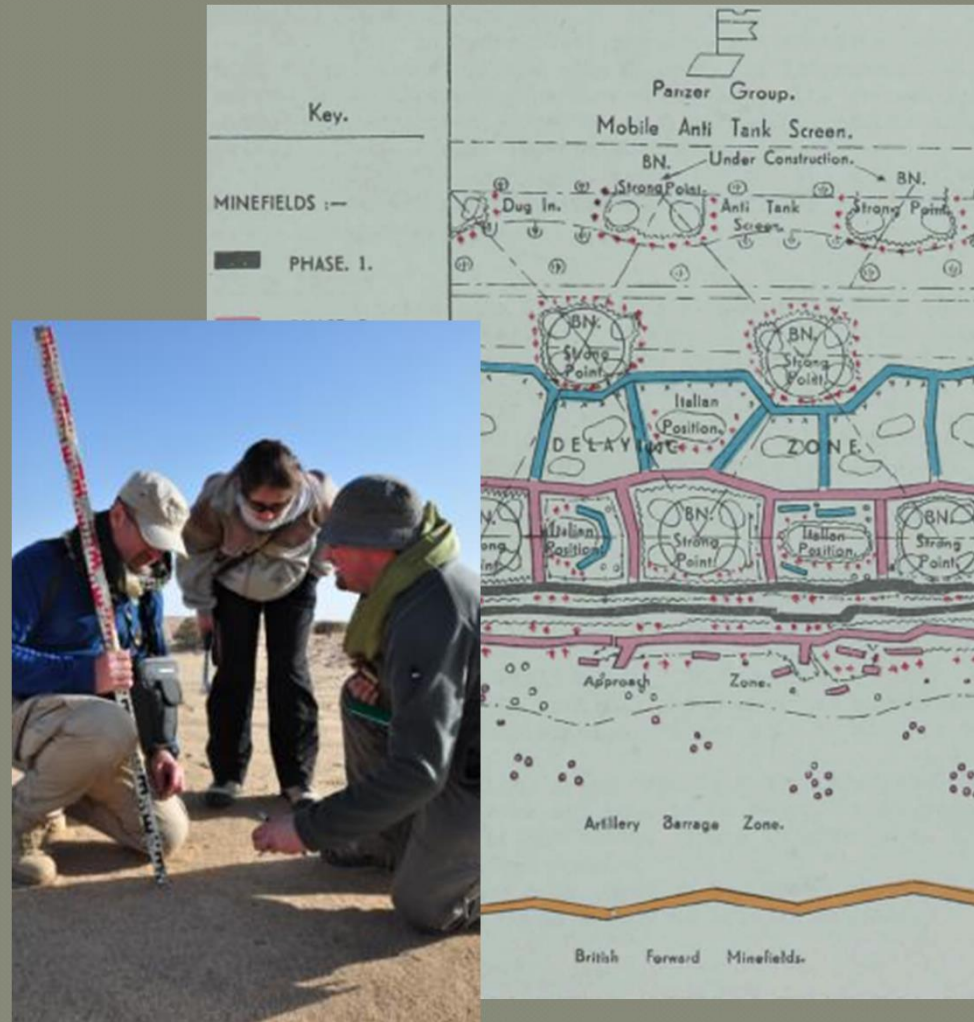 Key.
MINEFIELDS :—
PHASE. 1.
Panzer Group.
Mobile Anti Tank Screen.
Under Construction.
BN.
Strong Point.
BN.
Strong Point.
Dug In.
Anti Tank
Screen.
BN.
Strong
Point.
BN.
Strong
Point.
Italian
Position.
DELAYING ZONE.
Italian
Position.
BN.
Strong
Point.
Italian
Position.
BN.
Strong
Point.
Approach Zone.
Artillery Barrage Zone.
British Forward Minefields.